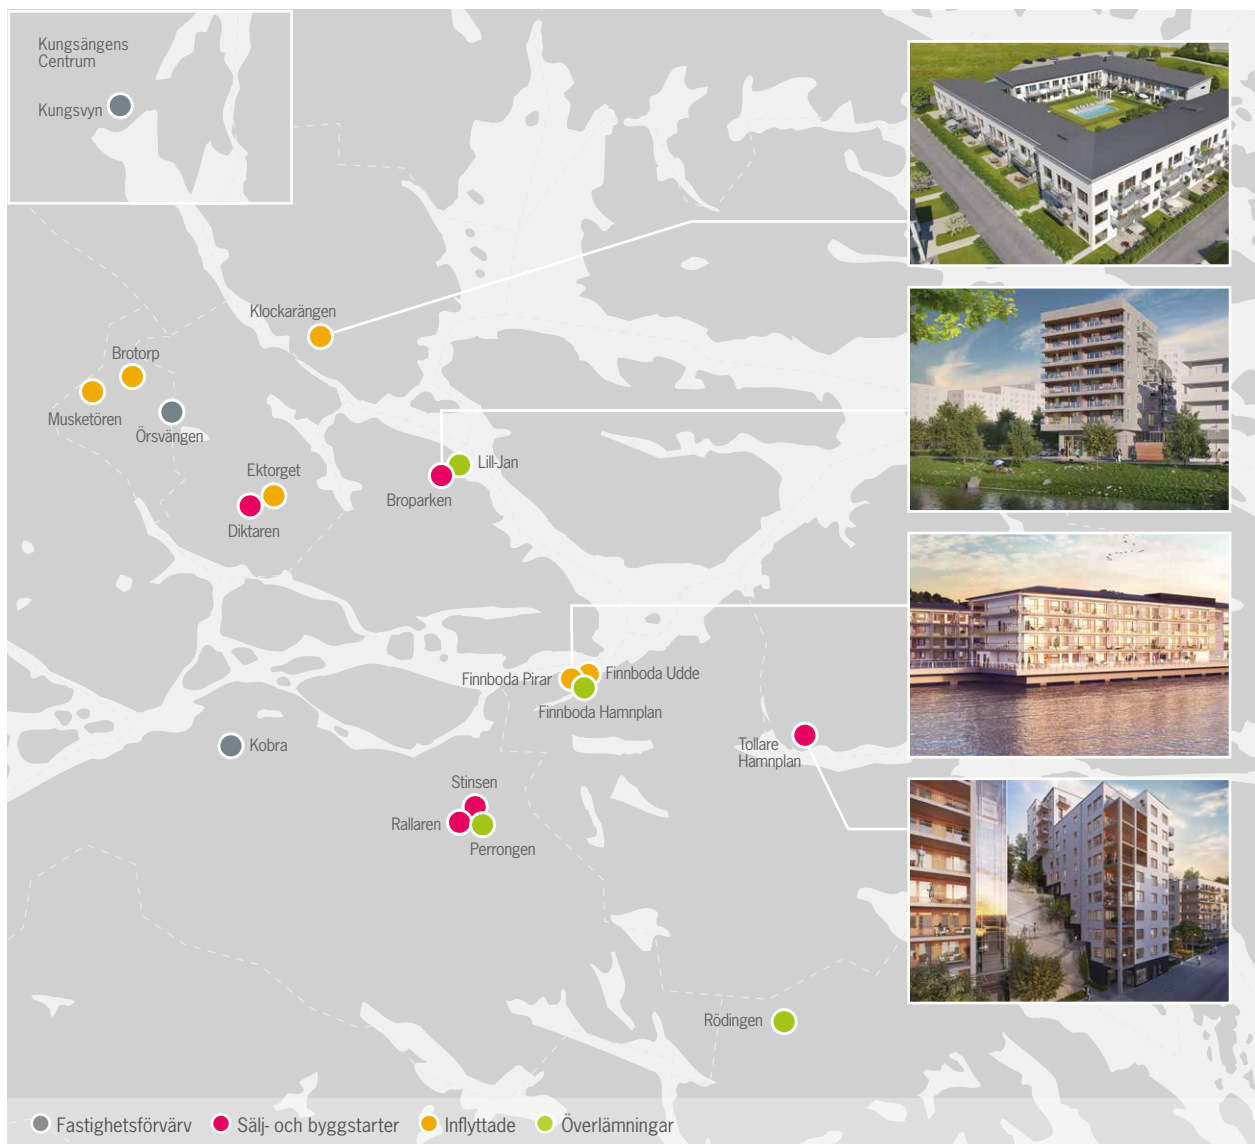 Kungsängens
Centrum
Kungsvyn
Klockarängen
Brotorp
Musketören
Örsvängen
Ektorget
Diktaren
Lill-Jan
Broparken
Finnboda Pirar
Finnboda Udde
Finnboda Hamnplan
Kobra
Tollare
Hamnplan
Stinsen
Rallaren
Perrongen
Rödingen
Fastighetsförvärv
Sälj- och byggstarter
Inflyttade
Överlämningar